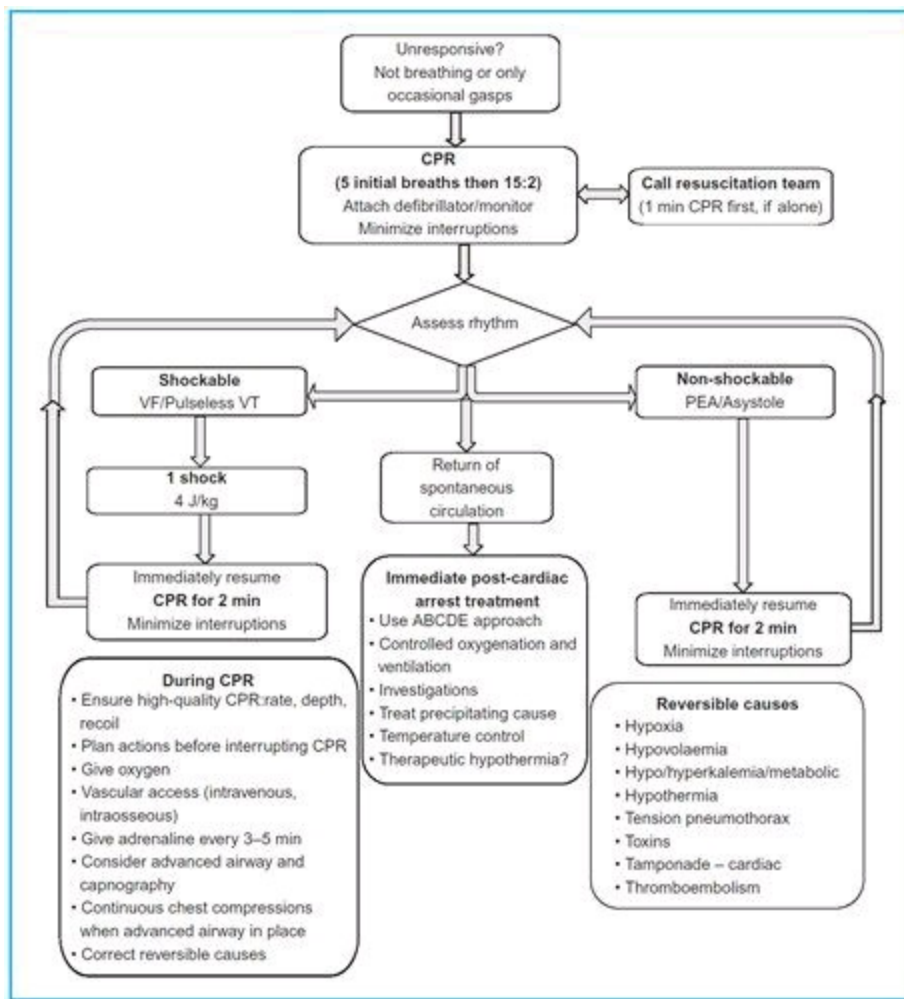 Unresponsive?
Not breathing or only
occasional gasps
CPR
(5 initial breaths then 15:2)
Attach defibrillator/monitor
Minimize interruptions
Call resuscitation team
(1 min CPR first, if alone)
Assess rhythm
Shockable
VF/Pulseless VT
Non-shockable
PEA/Asystole
1 shock
4 J/kg
Return of
spontaneous
circulation
Immediately resume
CPR for 2 min
Minimize interruptions
Immediate post-cardiac
arrest treatment
• Use ABCDE approach
• Controlled oxygenation and
ventilation
• Investigations
• Treat precipitating cause
• Temperature control
• Therapeutic hypothermia?
Immediately resume
CPR for 2 min
Minimize interruptions
During CPR
• Ensure high-quality CPR:rate, depth,
recoil
• Plan actions before interrupting CPR
• Give oxygen
• Vascular access (intravenous,
intraosseous)
• Give adrenaline every 3–5 min
• Consider advanced airway and
capnography
• Continuous chest compressions
when advanced airway in place
• Correct reversible causes
Reversible causes
• Hypoxia
• Hypovolaemia
• Hypo/hyperkalemia/metabolic
• Hypothermia
• Tension pneumothorax
• Toxins
• Tamponade – cardiac
• Thromboembolism